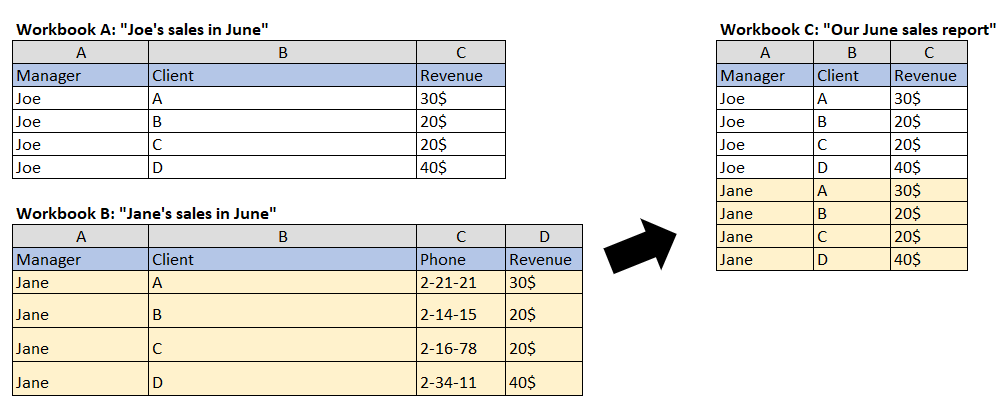 Workbook A: "Joe's sales in June"
A B C
Manager Client Revenue
Joe A 30$
Joe B 20$
Joe C 20$
Joe D 40$
Workbook B: "Jane's sales in June"
A B C D
Manager Client Phone Revenue
Jane A 2-21-21 30$
Jane B 2-14-15 20$
Jane C 2-16-78 20$
Jane D 2-34-11 40$
Workbook C: "Our June sales report"
A B C
Manager Client Revenue
Joe A 30$
Joe B 20$
Joe C 20$
Joe D 40$
Jane A 30$
Jane B 20$
Jane C 20$
Jane D 40$